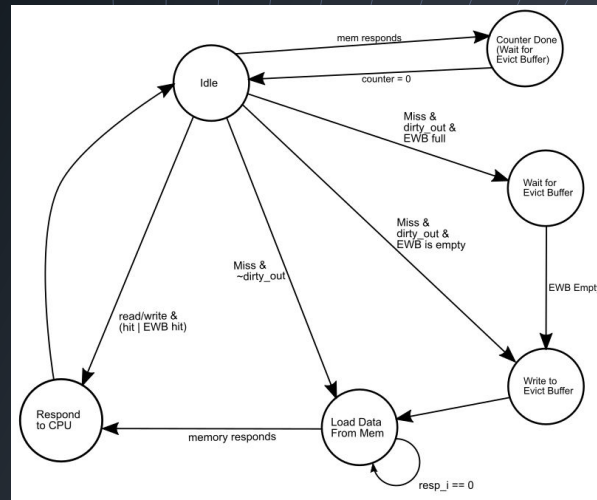 mem responds
Counter Done
(Wait for
Evict Buffer)
Idle
counter = 0
Miss &
dirty_out &
EWB full
Wait for
Evict Buffer
Miss &
dirty_out &
EWB is empty
Miss &
~dirty_out
EWB Empt
read/write &
(hit | EWB hit)
Write to
Evict Buffer
Respond
to CPU
Load Data
From Mem
memory responds
resp_i == 0